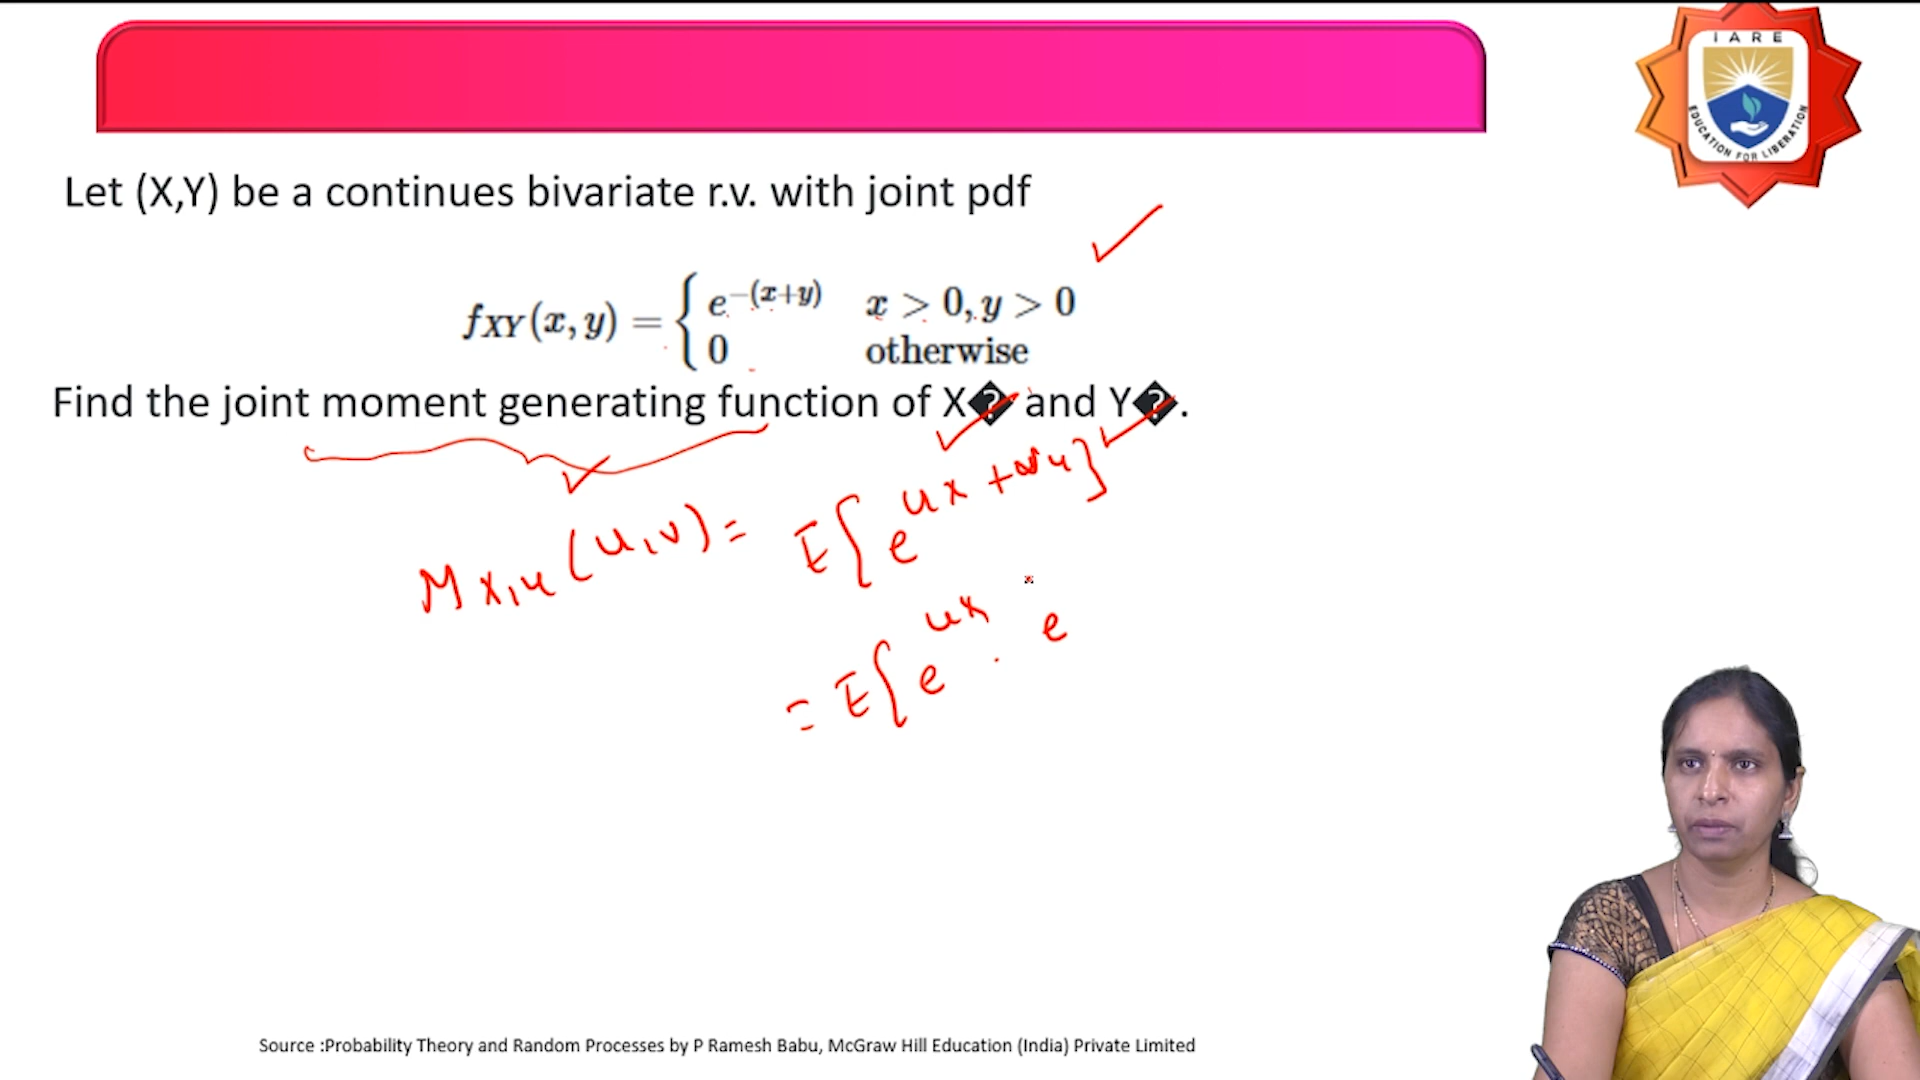 IARE
EDUCATION FOR LIBERATION
Let (X,Y) be a continues bivariate r.v. with joint pdf
fXY(x, y) = { e^−(x+y) x > 0, y > 0
0 otherwise
Find the joint moment generating function of X� and Y�.
M x,y (u,v) = E{e^ux+vy}
= E{e^ux . e
Source :Probability Theory and Random Processes by P Ramesh Babu, McGraw Hill Education (India) Private Limited